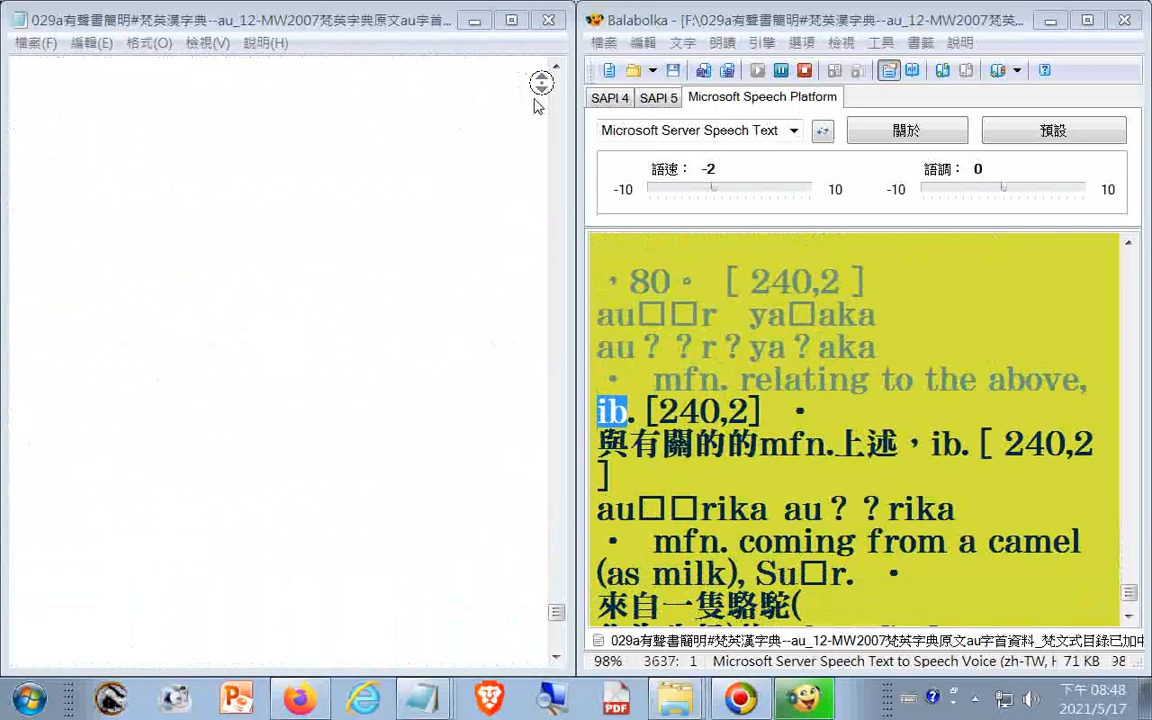 029a有聲書簡明#梵英漢字典--au_12-MW2007梵英字典原文au字首...
檔案(F) 編輯(E) 格式(O) 檢視(V) 說明(H)
Balabolka - [F:\029a有聲書簡明#梵英漢字典--au_12-MW2007梵英...
檔案 編輯 文字 朗讀 引擎 選項 檢視 工具 書籤 說明
SAPI 4 SAPI 5 Microsoft Speech Platform
Microsoft Server Speech Text 關於 預設
語速: -2 語調: 0
-10 10 -10 10
,80。[ 240,2 ]
au□□r ya□aka
au??r?ya?aka
· mfn. relating to the above,
ib. [240,2] ·
與有關的的mfn.上述,ib. [ 240,2
]
au□□rika au??rika
· mfn. coming from a camel
(as milk), Su□r. ·
來自一隻駱駝(
029a有聲書簡明#梵英漢字典--au_12-MW2007梵英字典原文au字首資料_梵文式目錄已加中
98% 3637: 1 Microsoft Server Speech Text to Speech Voice (zh-TW, H 71 KB 98
下午 08:48
2021/5/17